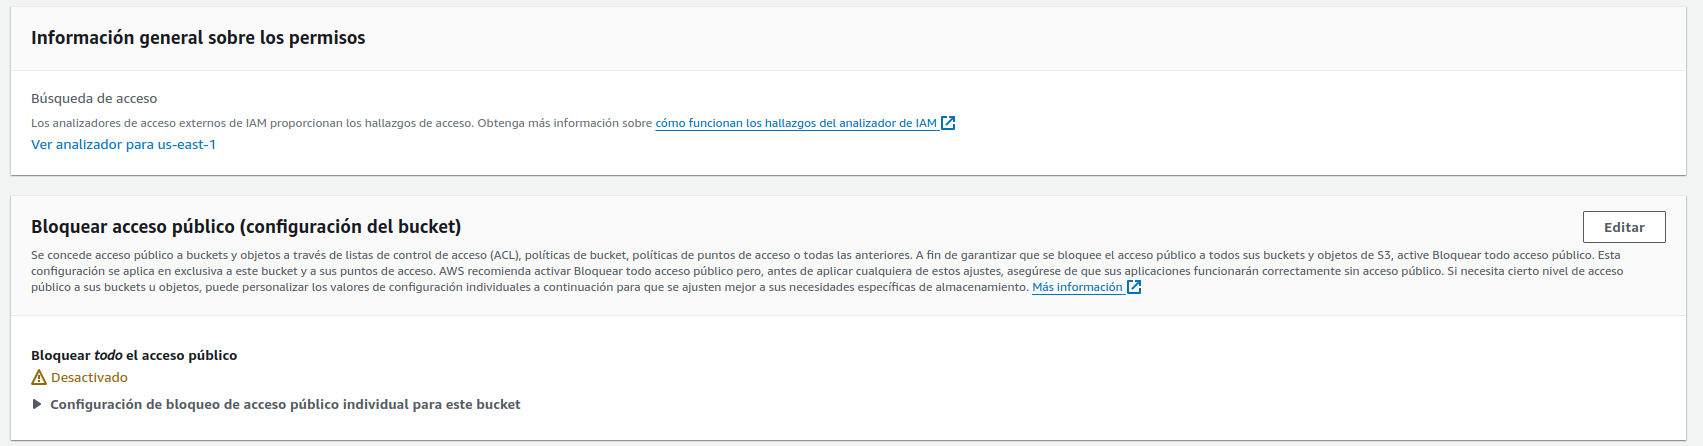 Información general sobre los permisos
Búsqueda de acceso
Los analizadores de acceso externos de IAM proporcionan los hallazgos de acceso. Obtenga más información sobre cómo funcionan los hallazgos del analizador de IAM
Ver analizador para us-east-1
Bloquear acceso público (configuración del bucket)
Editar
Se concede acceso público a buckets y objetos a través de listas de control de acceso (ACL), políticas de bucket, políticas de puntos de acceso o todas las anteriores. A fin de garantizar que se bloquee el acceso público a todos sus buckets y objetos de S3, active Bloquear todo acceso público. Esta
configuración se aplica en exclusiva a este bucket y a sus puntos de acceso. AWS recomienda activar Bloquear todo acceso público pero, antes de aplicar cualquiera de estos ajustes, asegúrese de que sus aplicaciones funcionarán correctamente sin acceso público. Si necesita cierto nivel de acceso
público a sus buckets u objetos, puede personalizar los valores de configuración individuales a continuación para que se ajusten mejor a sus necesidades específicas de almacenamiento. Más información
Bloquear todo el acceso público
Desactivado
Configuración de bloqueo de acceso público individual para este bucket